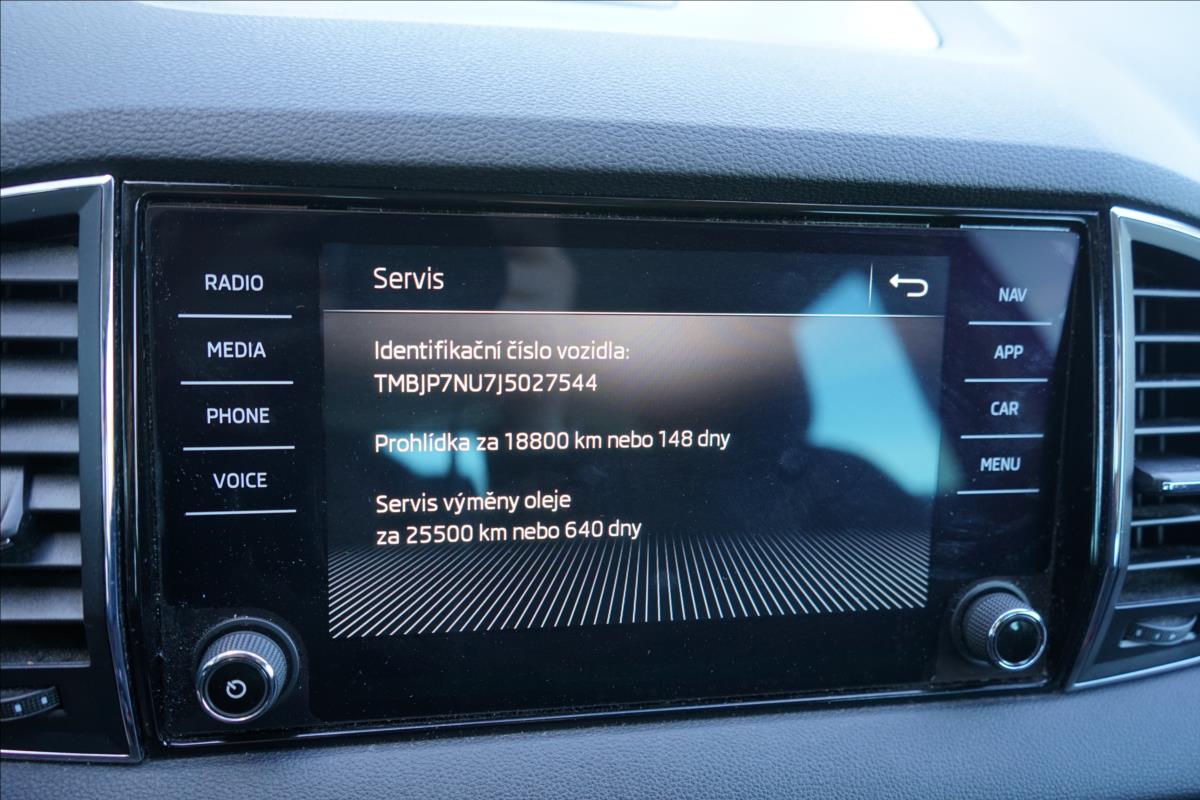 RADIO
MEDIA
PHONE
VOICE
Servis
Identifikační číslo vozidla:
TMBJP7NU7J5027544
Prohlídka za 18800 km nebo 148 dny
Servis výměny oleje
za 25500 km nebo 640 dny
NAV
APP
CAR
MENU